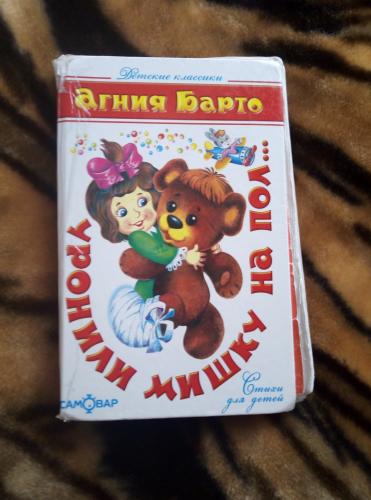 Детские классики
Агния Барто
УРОНИЛИ МИШКУ НА ПОЛ...
Стихи
для детей
САМОВАР